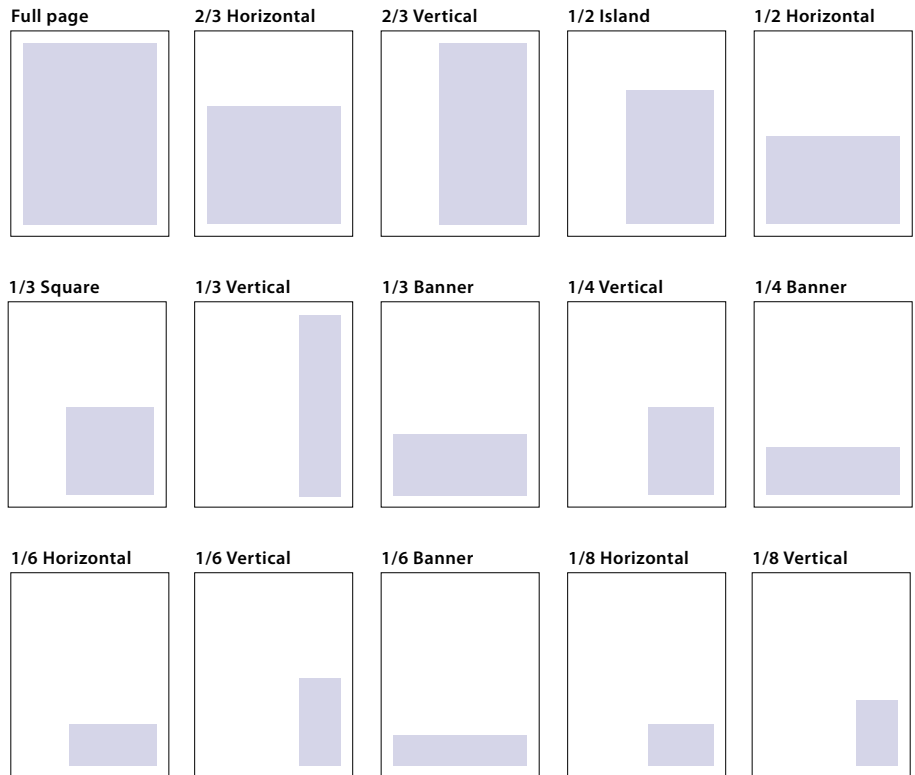 Full page
2/3 Horizontal
2/3 Vertical
1/2 Island
1/2 Horizontal
1/3 Square
1/3 Vertical
1/3 Banner
1/4 Vertical
1/4 Banner
1/6 Horizontal
1/6 Vertical
1/6 Banner
1/8 Horizontal
1/8 Vertical